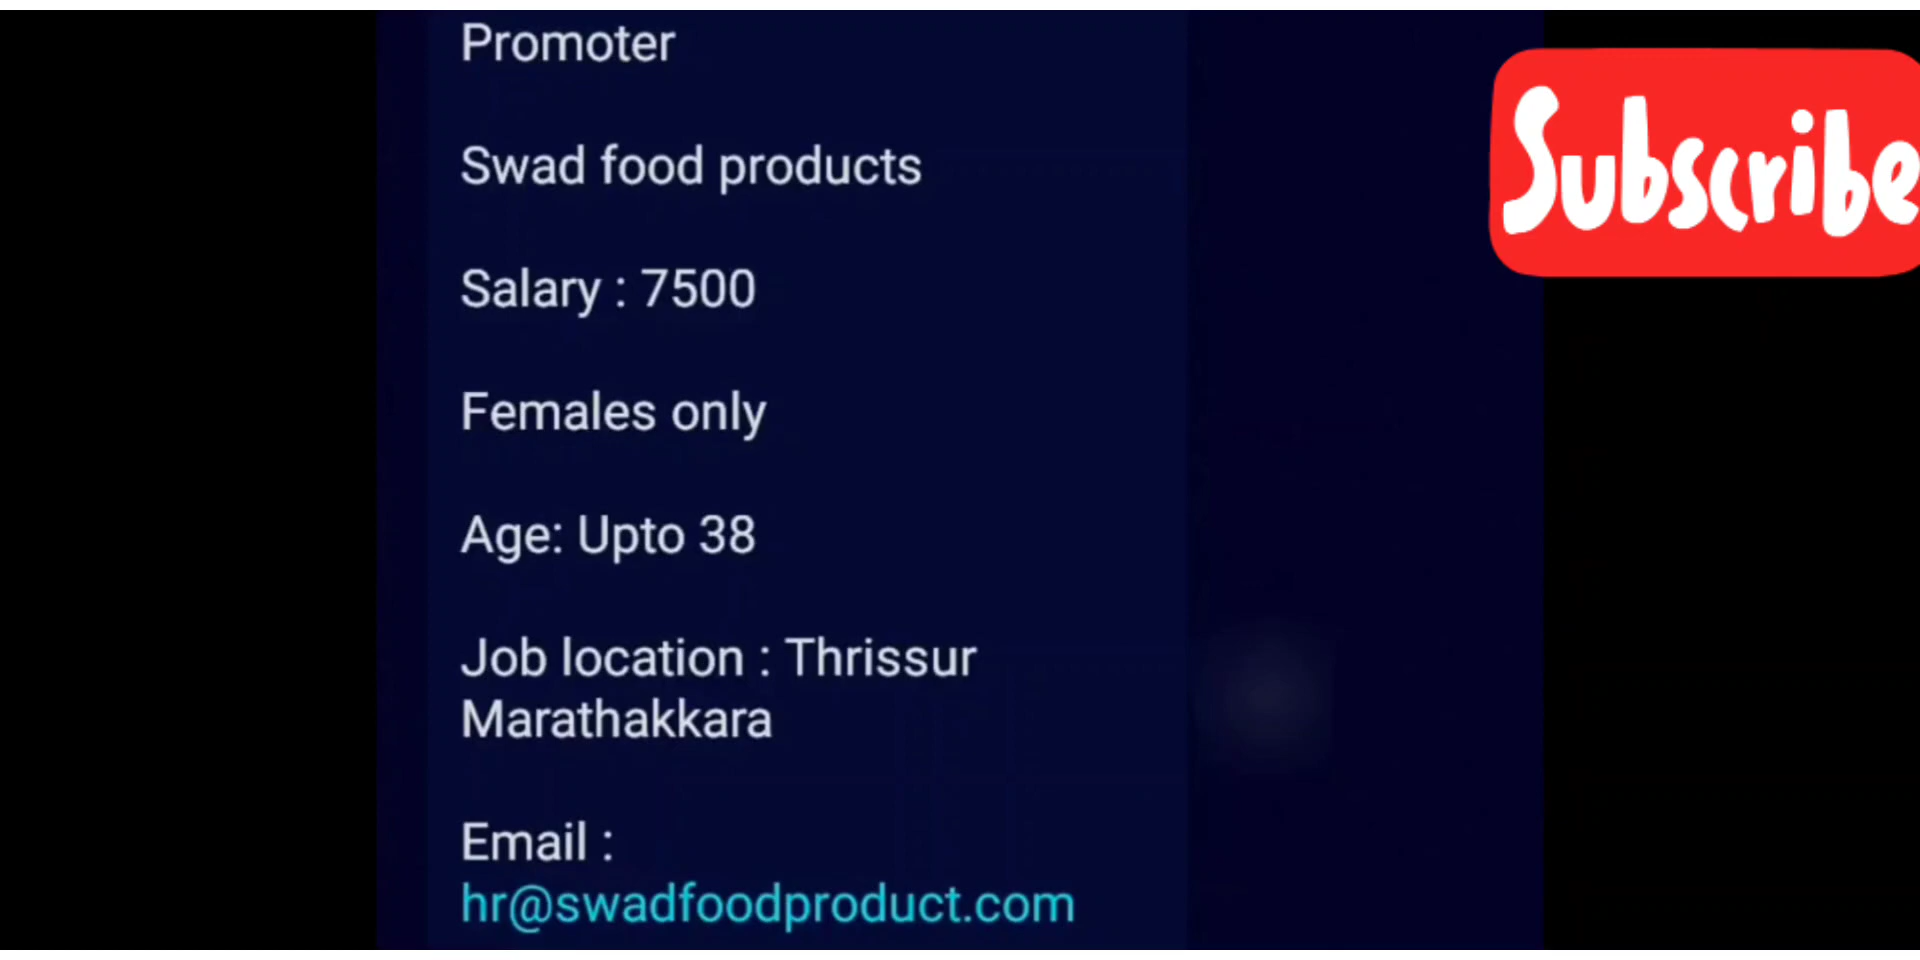 Promoter
Swad food products
Salary : 7500
Females only
Age: Upto 38
Job location : Thrissur
Marathakkara
Email :
hr@swadfoodproduct.com
Subscribe